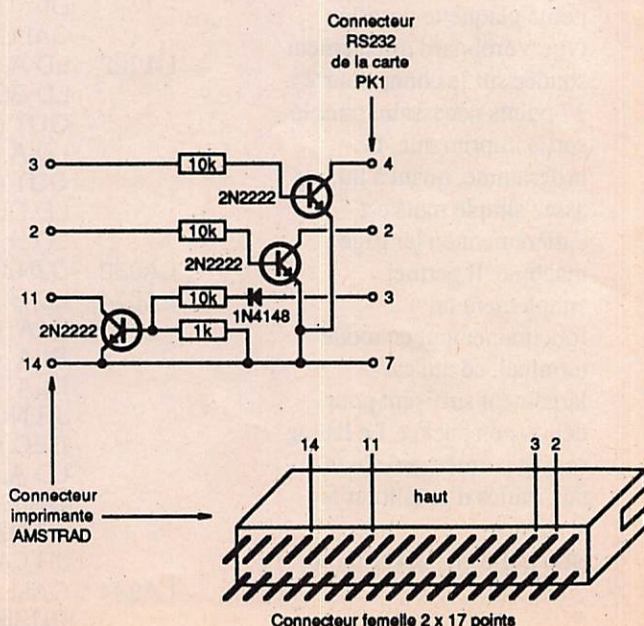 Connecteur
RS232
de la carte
PK1
3
10k
4
2N2222
2
10k
2
2N2222
11
10k
1N4148
3
2N2222
1k
14
7
Connecteur
imprimante
AMSTRAD
14
11
3
2
haut
Connecteur femelle 2 x 17 points